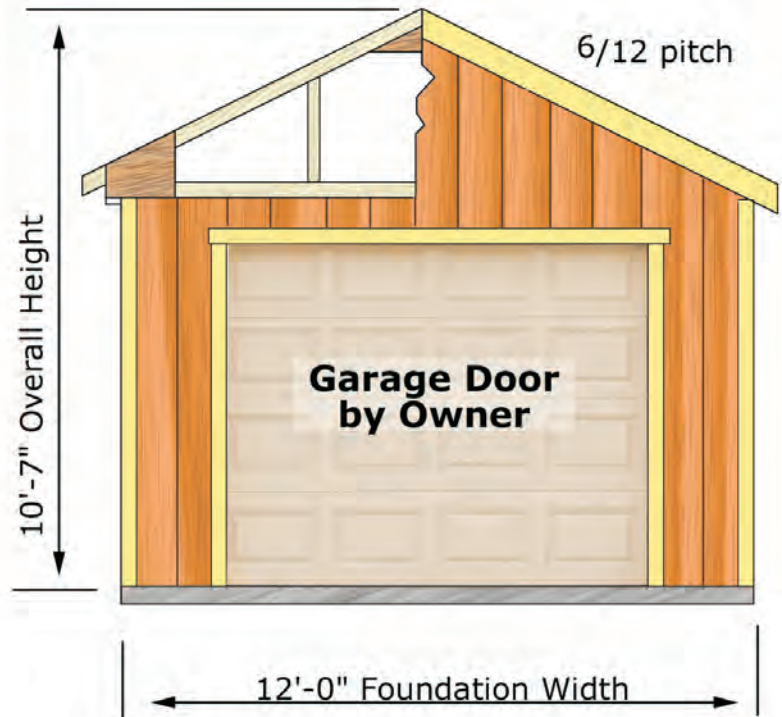 6/12 pitch
10'-7" Overall Height
Garage Door
by Owner
12'-0" Foundation Width